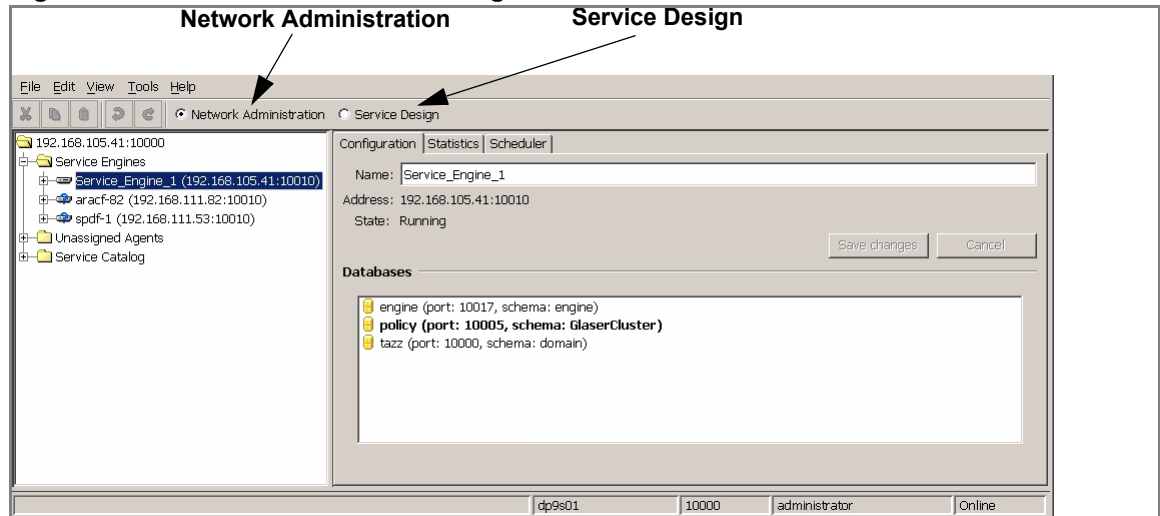 Network Administration Service Design
File Edit View Tools Help
Network Administration Service Design
192.168.105.41:10000
Service Engines
Service_Engine_1 (192.168.105.41:10010)
aracf-82 (192.168.111.82:10010)
spdf-1 (192.168.111.53:10010)
Unassigned Agents
Service Catalog
Configuration Statistics Scheduler
Name: Service_Engine_1
Address: 192.168.105.41:10010
State: Running
Save changes Cancel
Databases
engine (port: 10017, schema: engine)
policy (port: 10005, schema: GlaserCluster)
tazz (port: 10000, schema: domain)
dp9s01 10000 administrator Online